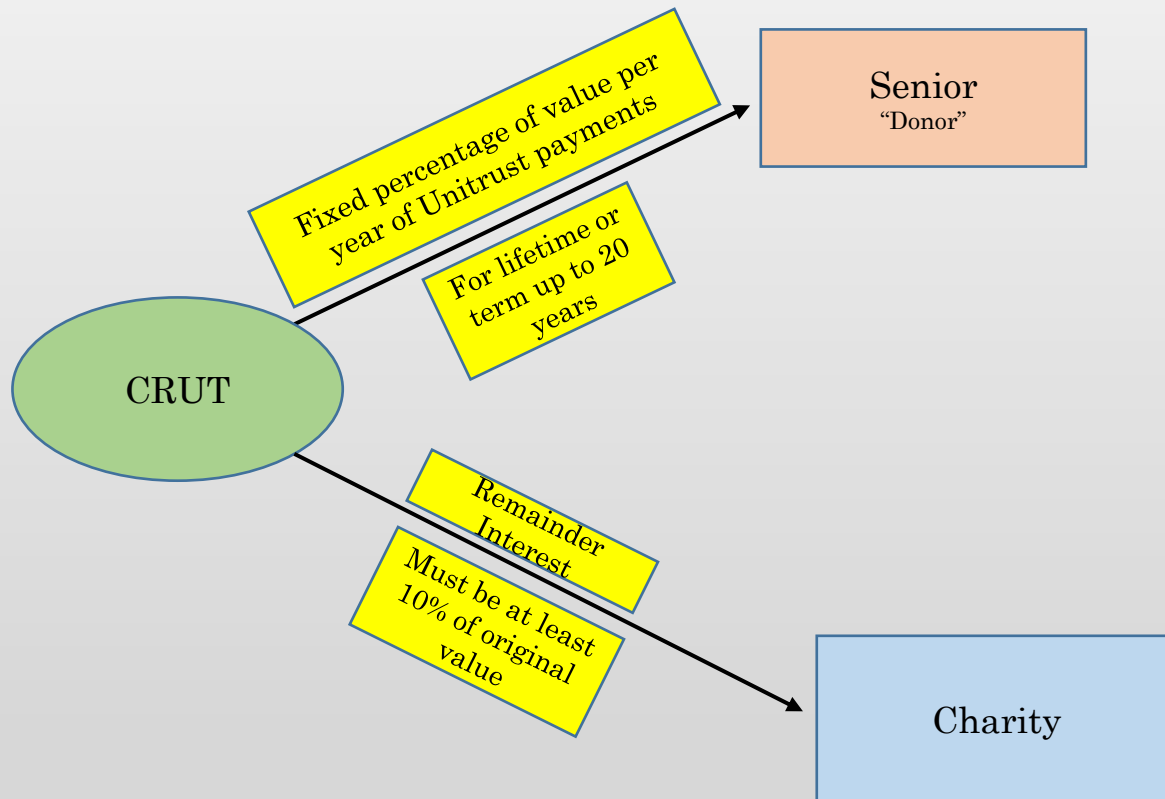 Senior
“Donor”
Fixed percentage of value per
year of Unitrust payments
For lifetime or
term up to 20
years
CRUT
Remainder
Interest
Must be at least
10% of original
value
Charity